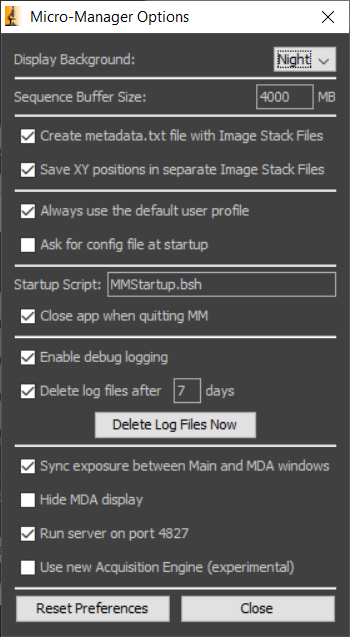 Micro-Manager Options
Display Background: Night
Sequence Buffer Size: 4000 MB
Create metadata.txt file with Image Stack Files
Save XY positions in separate Image Stack Files
Always use the default user profile
Ask for config file at startup
Startup Script: MMStartup.bsh
Close app when quitting MM
Enable debug logging
Delete log files after 7 days
Delete Log Files Now
Sync exposure between Main and MDA windows
Hide MDA display
Run server on port 4827
Use new Acquisition Engine (experimental)
Reset Preferences Close